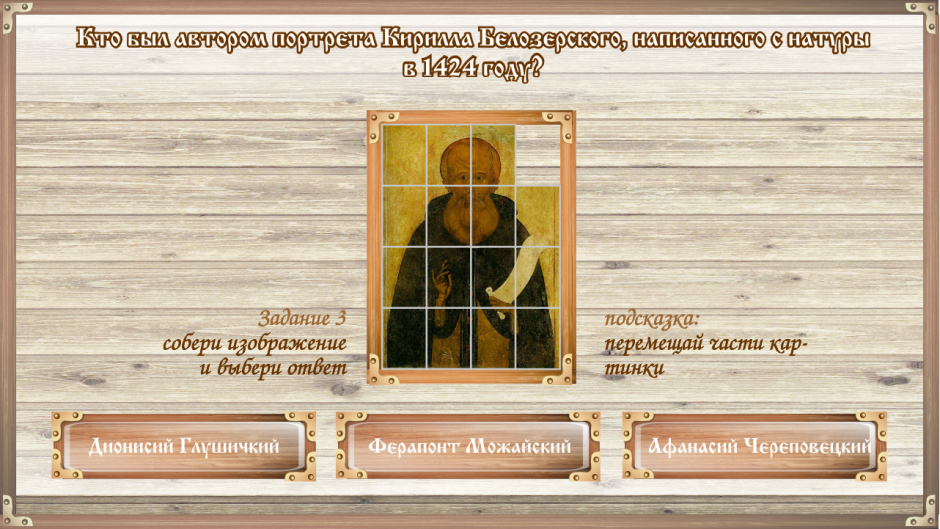 Кто был автором портрета Кирилла Белозерского, написанного с натуры
в 1424 году?
Задание 3
собери изображение
и выбери ответ
подсказка:
перемещай части кар-
тинки
Дионисий Глушичкий
Ферапонт Можайский
Афанасий Череповецкий